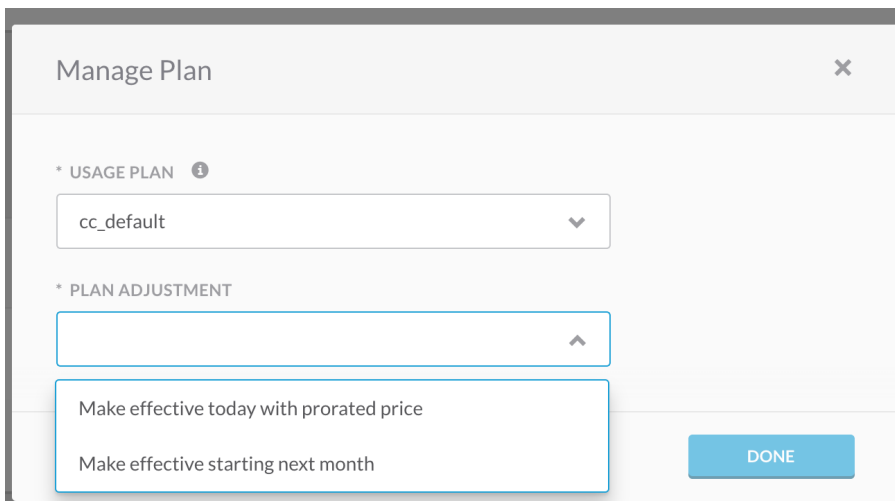 Manage Plan
* USAGE PLAN
cc_default
* PLAN ADJUSTMENT
Make effective today with prorated price
Make effective starting next month
DONE